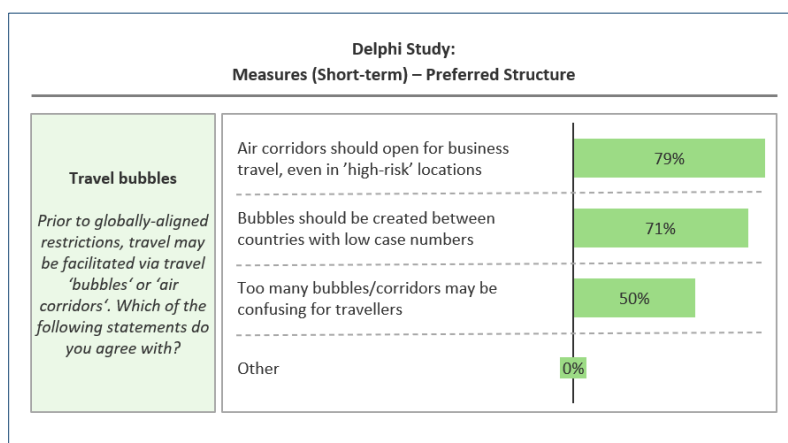 Delphi Study:
Measures (Short-term) – Preferred Structure
Travel bubbles
Prior to globally-aligned
restrictions, travel may
be facilitated via travel
‘bubbles‘ or ‘air
corridors‘. Which of the
following statements do
you agree with?
Air corridors should open for business
travel, even in ’high-risk’ locations
79%
Bubbles should be created between
countries with low case numbers
71%
Too many bubbles/corridors may be
confusing for travellers
50%
Other
0%